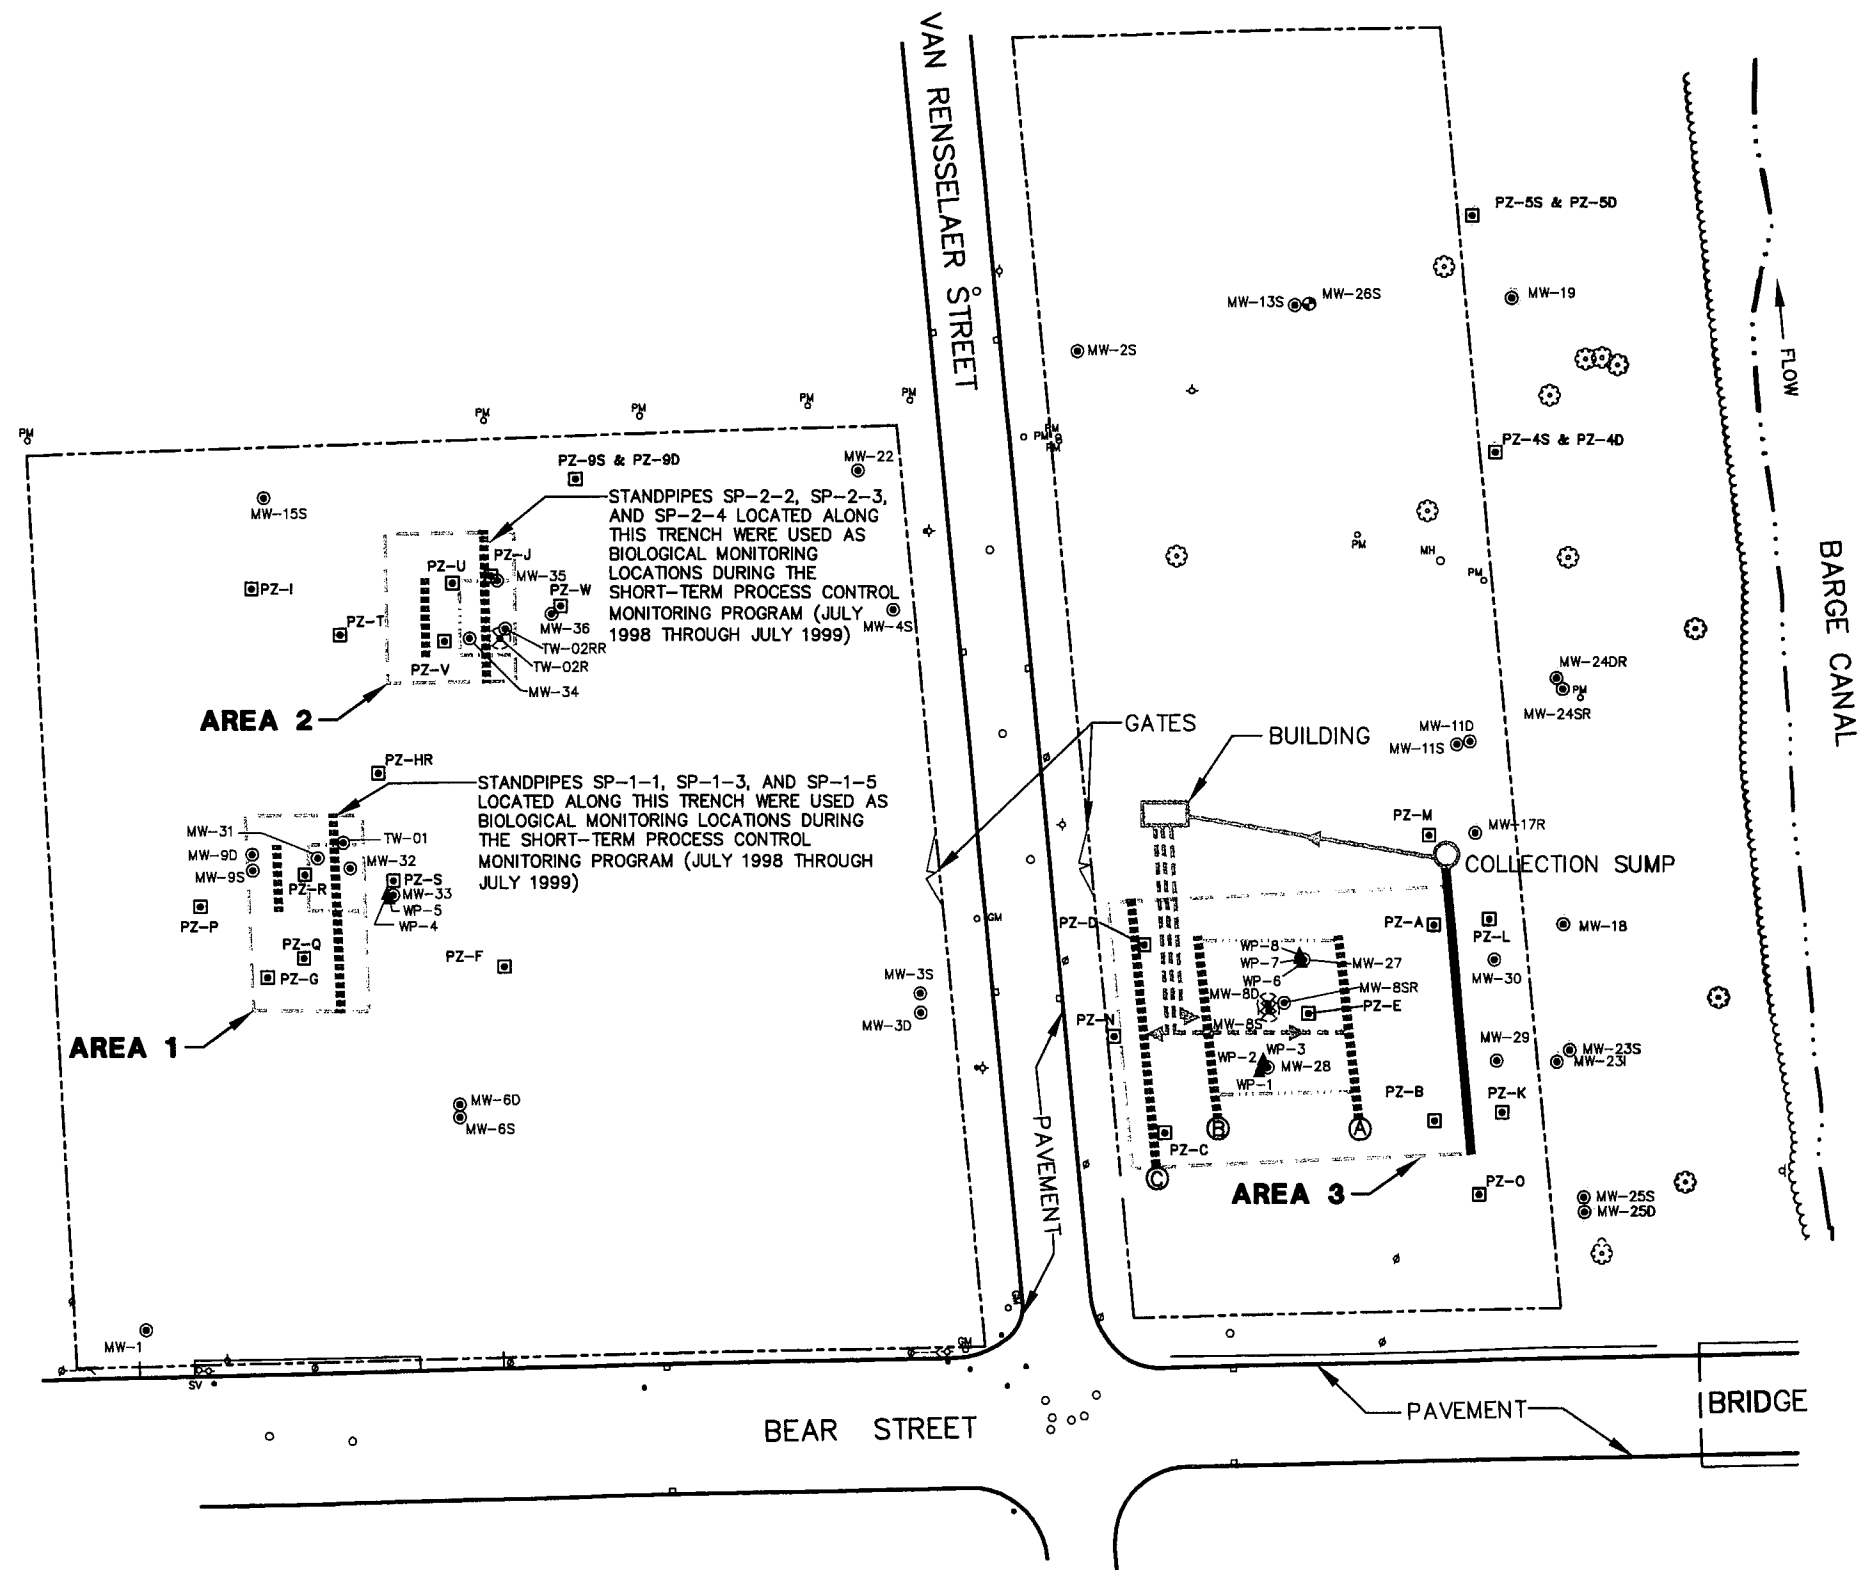 VAN RENSSELAER STREET
PZ-5S & PZ-5D
MW-13S
MW-26S
MW-19
MW-2S
FLOW
PM
PM
PM
PM
PM
PM
PM
PM
PZ-4S & PZ-4D
MW-22
PZ-9S & PZ-9D
MW-15S
STANDPIPES SP-2-2, SP-2-3,
AND SP-2-4 LOCATED ALONG
THIS TRENCH WERE USED AS
BIOLOGICAL MONITORING
LOCATIONS DURING THE
SHORT-TERM PROCESS CONTROL
MONITORING PROGRAM (JULY
1998 THROUGH JULY 1999)
PZ-J
PZ-U
MW-35
PZ-I
PZ-W
PZ-T
MW-36
MW-4S
TW-02RR
PZ-V
TW-02R
MW-34
AREA 2
PM
MH
PM
BARGE CANAL
MW-24DR
PM
MW-24SR
GATES
BUILDING
MW-11D
MW-11S
PZ-HR
STANDPIPES SP-1-1, SP-1-3, AND SP-1-5
LOCATED ALONG THIS TRENCH WERE USED AS
BIOLOGICAL MONITORING LOCATIONS DURING
THE SHORT-TERM PROCESS CONTROL
MONITORING PROGRAM (JULY 1998 THROUGH
JULY 1999)
MW-31
TW-01
MW-9D
MW-32
MW-9S
PZ-R
PZ-S
MW-33
WP-5
WP-4
PZ-P
PZ-Q
PZ-F
PZ-G
AREA 1
PZ-M
MW-17R
COLLECTION SUMP
GM
PZ-D
PZ-A
PZ-L
MW-18
WP-8
WP-7
WP-6
MW-27
MW-30
MW-3S
MW-3D
MW-8D
MW-8SR
MW-8S
PZ-E
PZ-N
WP-3
WP-2
MW-28
WP-1
MW-29
MW-23S
MW-23I
PZ-B
PZ-K
MW-6D
MW-6S
B
A
PZ-C
C
AREA 3
PZ-O
MW-25S
MW-25D
PAVEMENT
GM
GM
MW-1
SV
BEAR STREET
PAVEMENT
BRIDGE